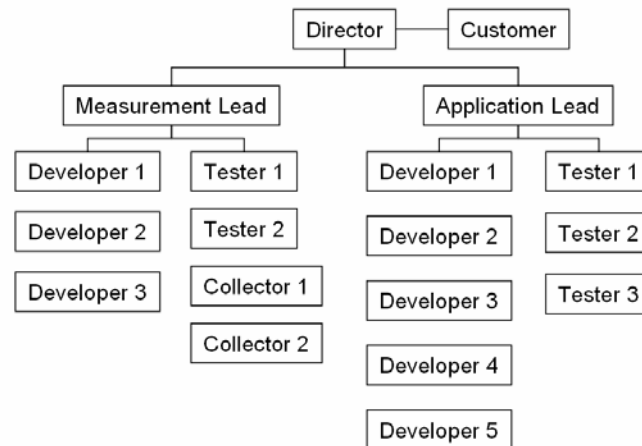 Director
Customer
Measurement Lead
Application Lead
Developer 1
Tester 1
Developer 1
Tester 1
Developer 2
Tester 2
Developer 2
Tester 2
Developer 3
Collector 1
Developer 3
Tester 3
Collector 2
Developer 4
Developer 5